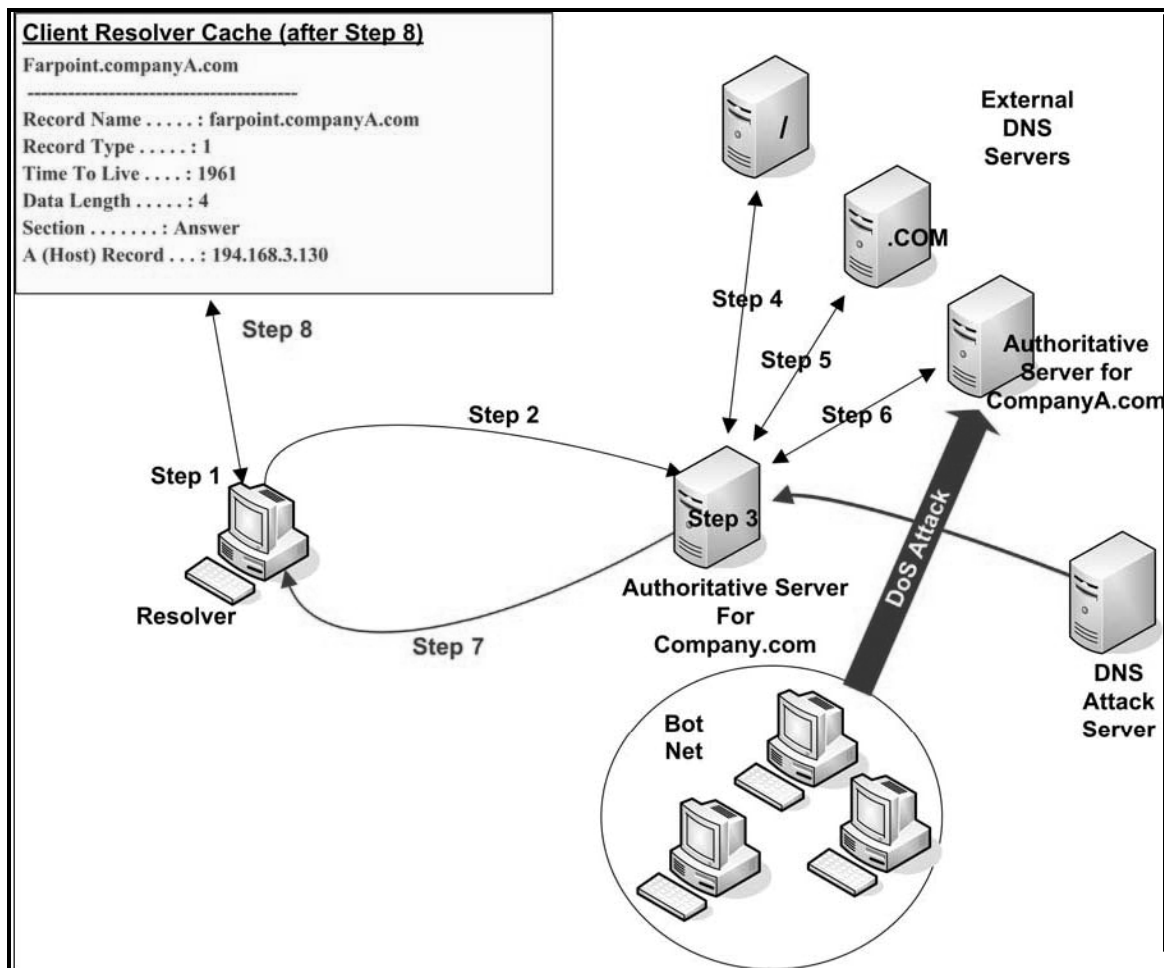 Client Resolver Cache (after Step 8)
Farpoint.companyA.com
----------------------------------------
Record Name . . . . . : farpoint.companyA.com
Record Type . . . . . : 1
Time To Live . . . . : 1961
Data Length . . . . . : 4
Section . . . . . . . : Answer
A (Host) Record . . . : 194.168.3.130
/
External
DNS
Servers
.COM
Step 4
Step 8
Step 5
Authoritative
Server for
CompanyA.com
Step 2
Step 6
Step 1
Step 3
DoS Attack
Resolver
Authoritative Server
For
Company.com
Step 7
DNS
Attack
Server
Bot
Net